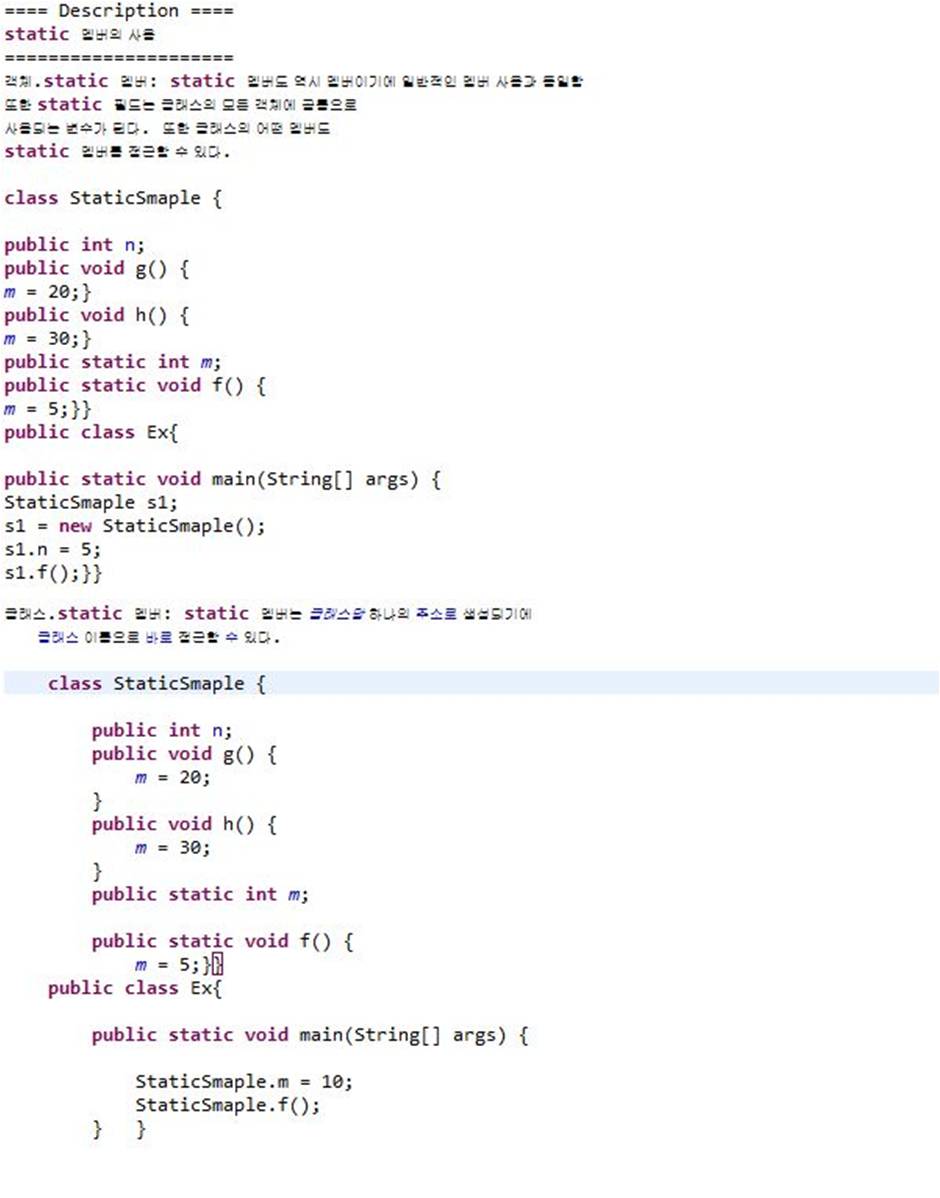 ==== Description ====
static 멤버의 사용
=====================
객체.static 멤버: static 멤버도 역시 멤버이기에 일반적인 멤버 사용과 동일함
또한 static 필드는 클래스의 모든 객체에 공통으로
사용되는 변수가 된다. 또한 클래스의 어떤 멤버도
static 멤버를 접근할 수 있다.
class StaticSmaple {
public int n;
public void g() {
m = 20;}
public void h() {
m = 30;}
public static int m;
public static void f() {
m = 5;}}
public class Ex{
public static void main(String[] args) {
StaticSmaple s1;
s1 = new StaticSmaple();
s1.n = 5;
s1.f();}}
클래스.static 멤버: static 멤버는 클래스당 하나의 주소로 생성되기에
클래스 이름으로 바로 접근할 수 있다.
class StaticSmaple {
public int n;
public void g() {
m = 20;
}
public void h() {
m = 30;
}
public static int m;
public static void f() {
m = 5;}}
public class Ex{
public static void main(String[] args) {
StaticSmaple.m = 10;
StaticSmaple.f();
} }